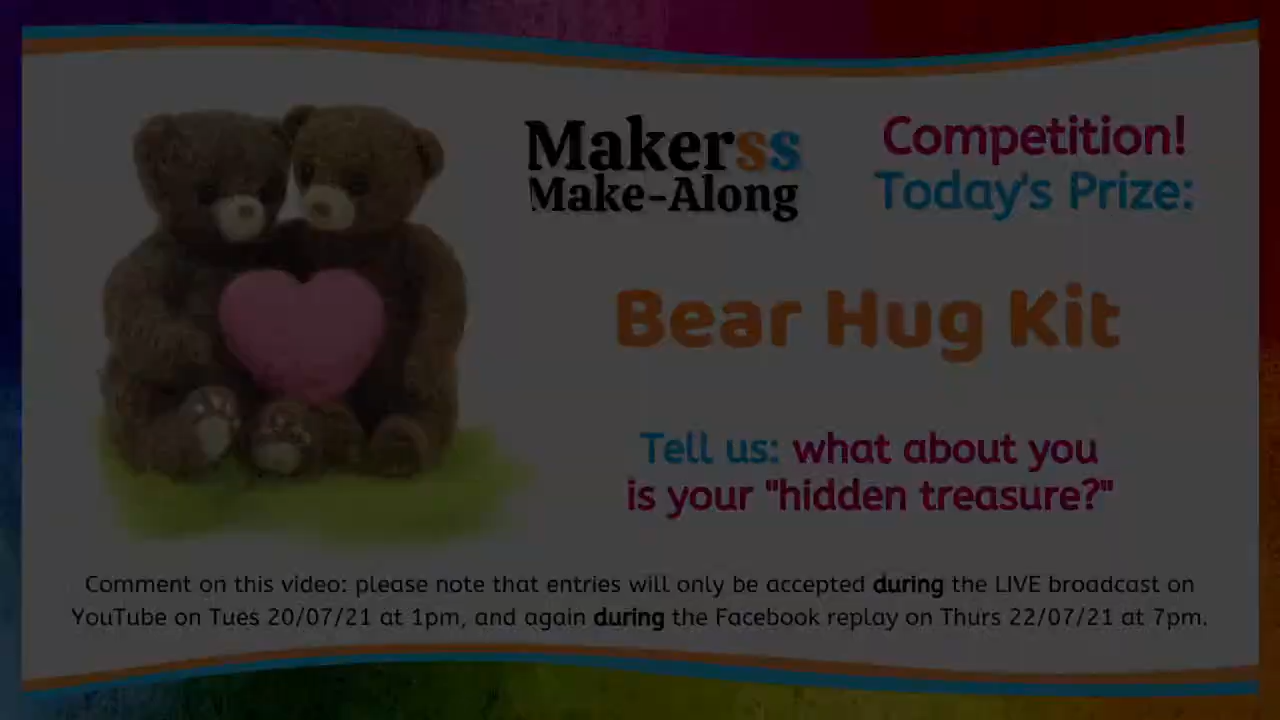 Makerss
Make-Along
Competition!
Today's Prize:
Bear Hug Kit
Tell us: what about you
is your "hidden treasure?"
Comment on this video: please note that entries will only be accepted during the LIVE broadcast on
YouTube on Tues 20/07/21 at 1pm, and again during the Facebook replay on Thurs 22/07/21 at 7pm.